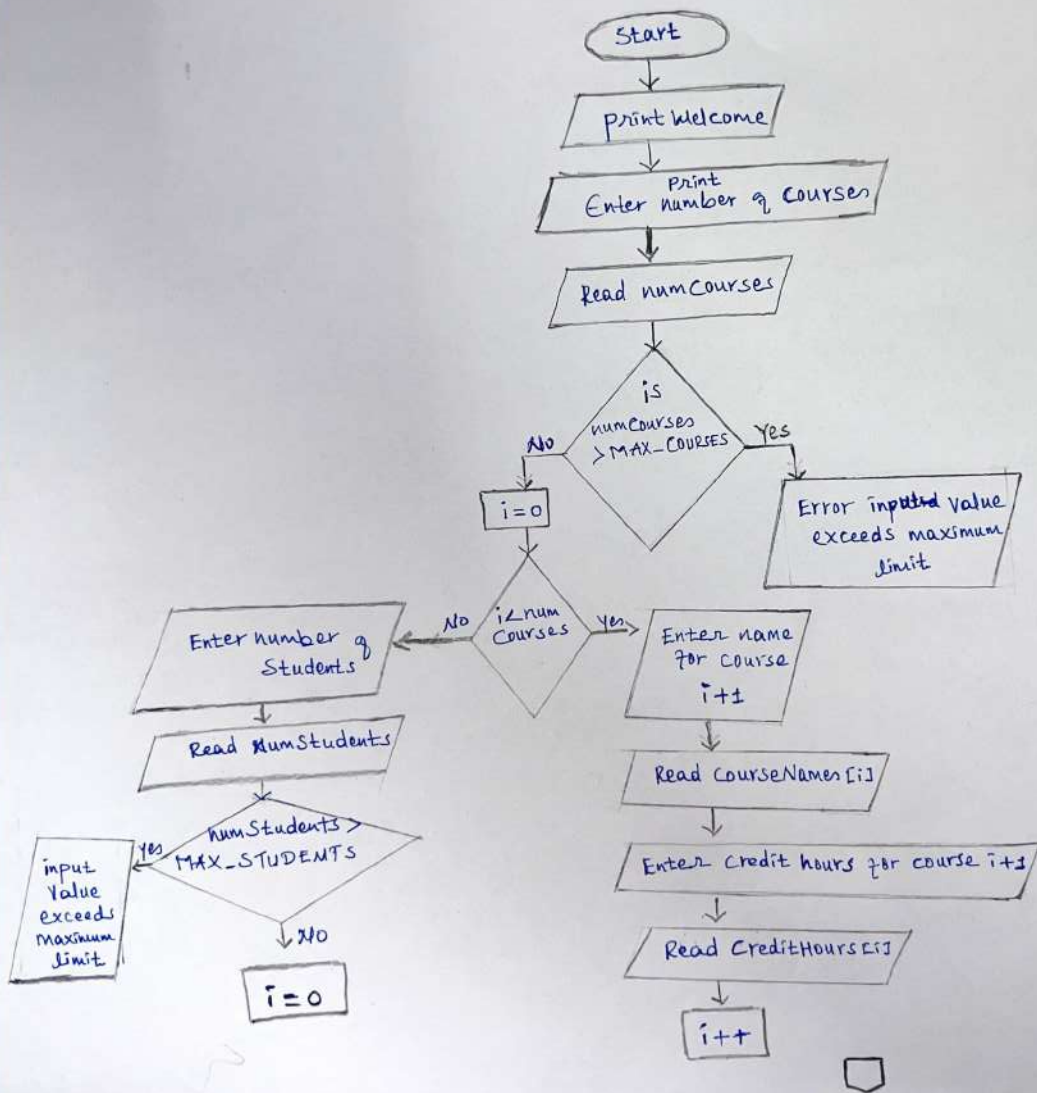 Start
print Welcome
Print
Enter number of Courses
Read numCourses
is
numCourses
> MAX_COURSES
No
Yes
i=0
Error input value
exceeds maximum
limit
i<num
Courses
No
Yes
Enter number of
Students
Enter name
for course
i+1
Read NumStudents
Read CourseNames[i]
numStudents >
MAX_STUDENTS
Yes
input
value
exceeds
maximum
limit
No
i=0
Enter Credit hours for course i+1
Read CreditHours[i]
i++